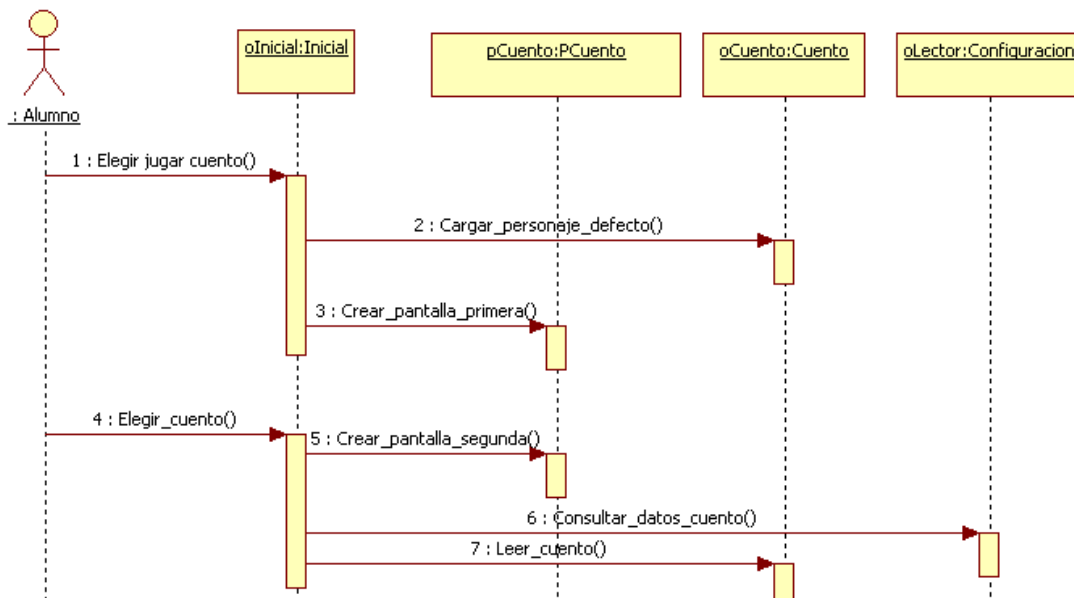 oInicial:Inicial
pCuento:PCuento
oCuento:Cuento
oLector:Configuracion
: Alumno
1 : Elegir jugar cuento()
2 : Cargar_personaje_defecto()
3 : Crear_pantalla_primera()
4 : Elegir_cuento()
5 : Crear_pantalla_segunda()
6 : Consultar_datos_cuento()
7 : Leer_cuento()